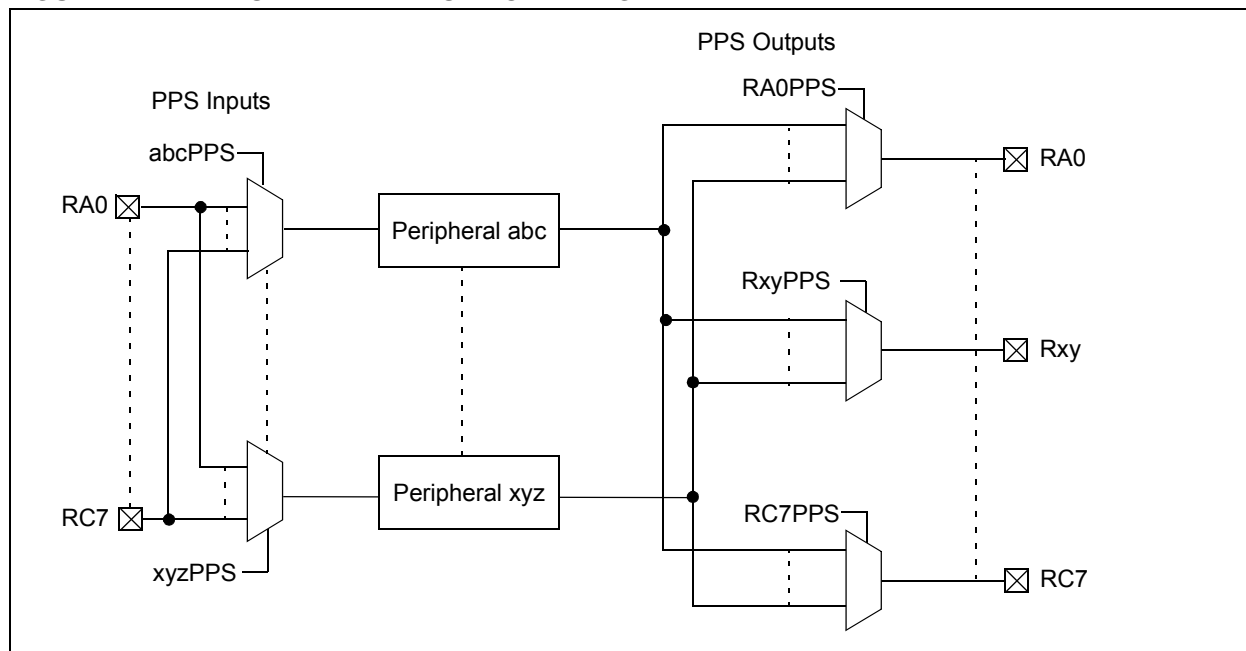 PPS Outputs
RA0PPS
PPS Inputs
abcPPS
RA0
RA0
Peripheral abc
RxyPPS
Rxy
Peripheral xyz
RC7
RC7PPS
xyzPPS
RC7